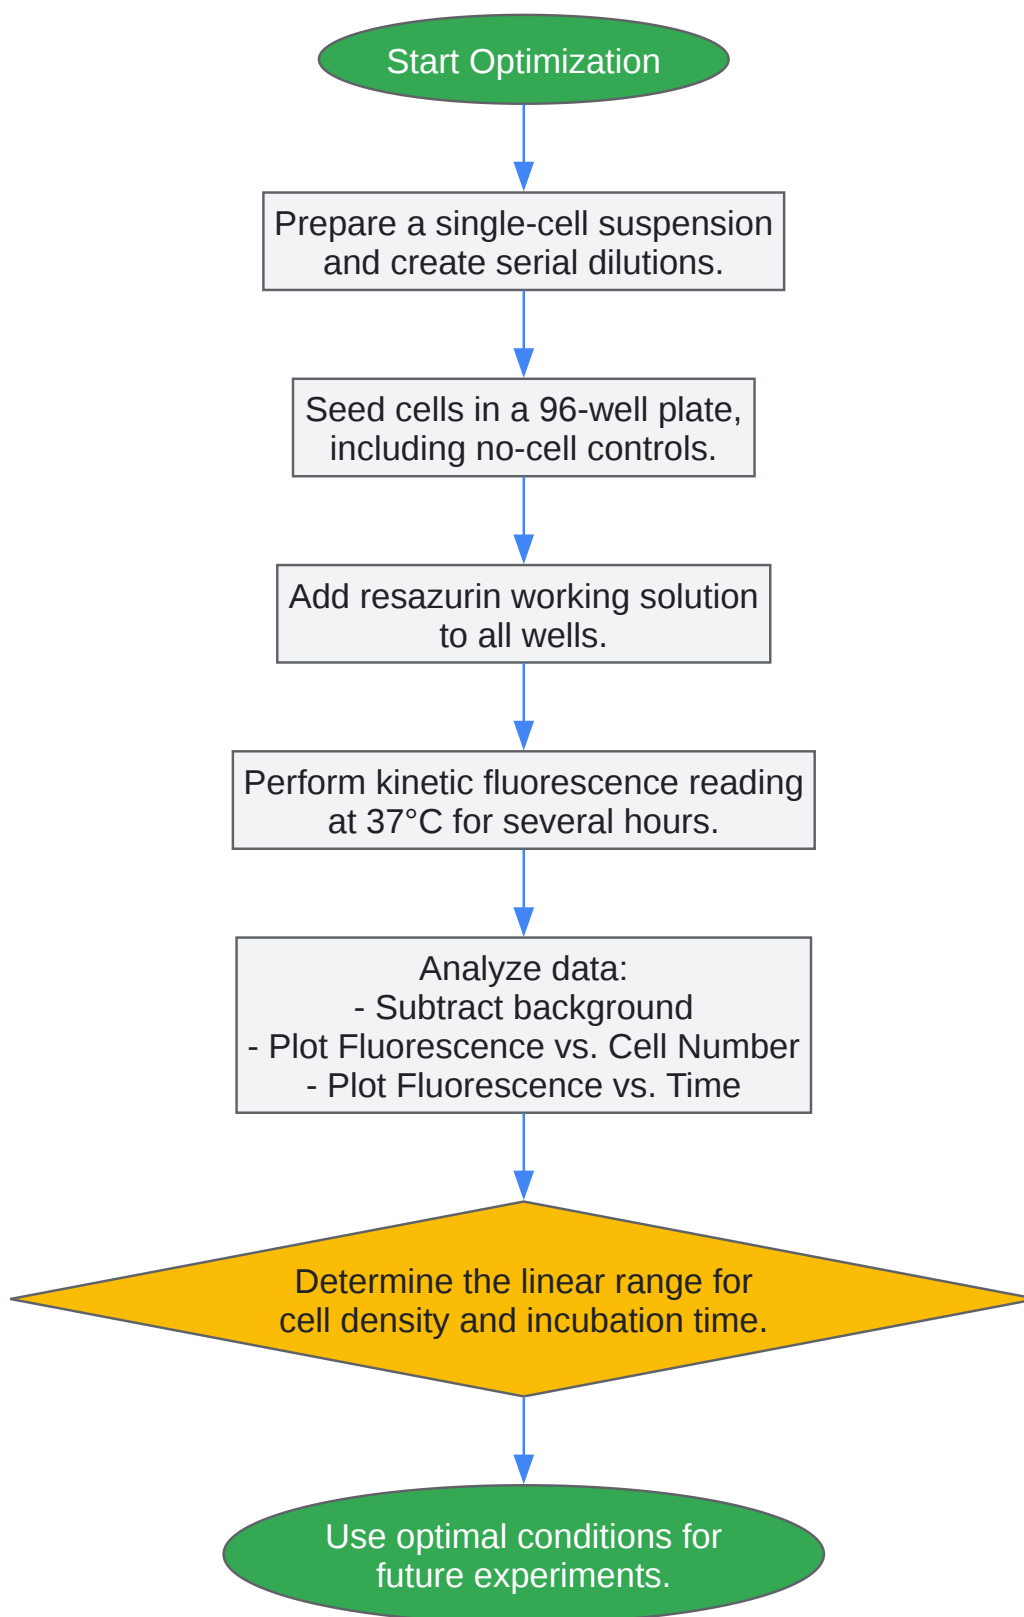 Start Optimization
Prepare a single-cell suspension
and create serial dilutions.
Seed cells in a 96-well plate,
including no-cell controls.
Add resazurin working solution
to all wells.
Perform kinetic fluorescence reading
at 37°C for several hours.
Analyze data:
- Subtract background
- Plot Fluorescence vs. Cell Number
- Plot Fluorescence vs. Time
Determine the linear range for
cell density and incubation time.
Use optimal conditions for
future experiments.